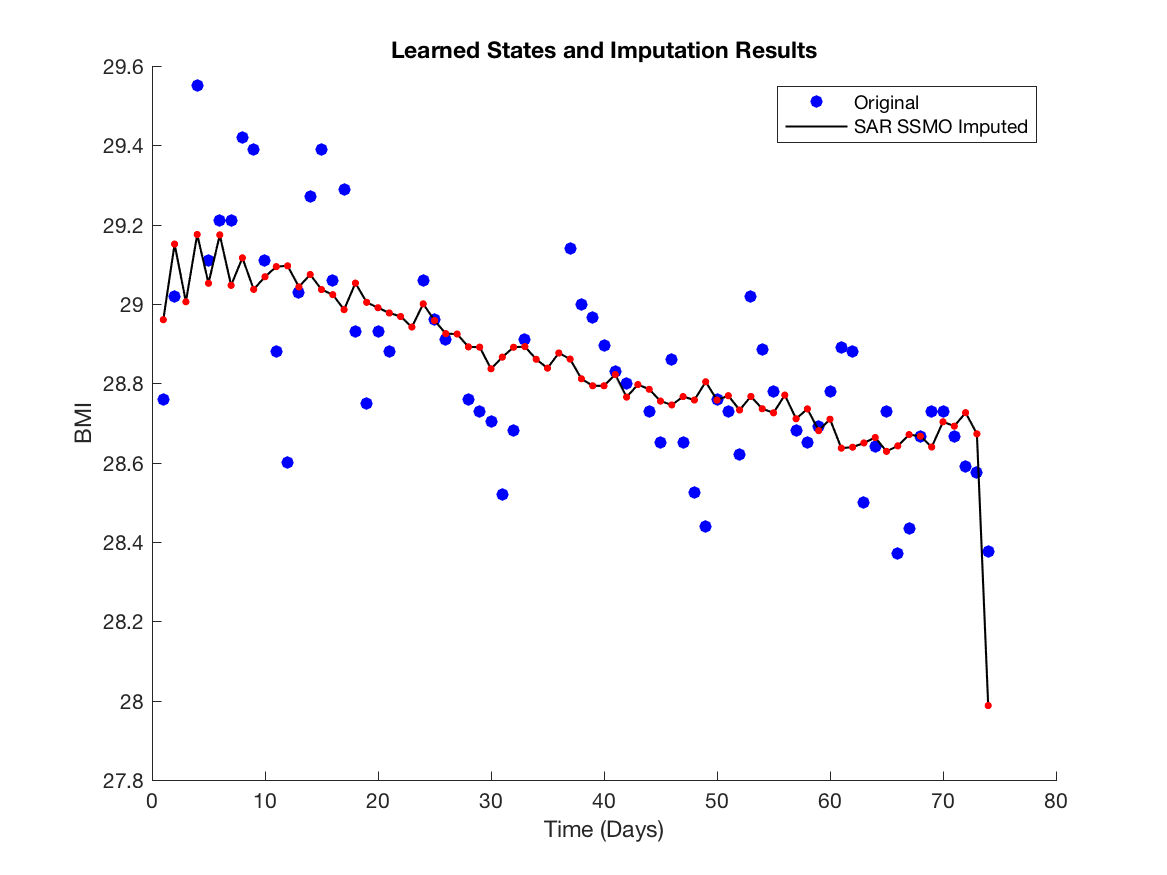 Learned States and Imputation Results
29.6
29.4
29.2
29
28.8
28.6
28.4
28.2
28
27.8
BMI
Original
SAR SSMO Imputed
0 10 20 30 40 50 60 70 80
Time (Days)